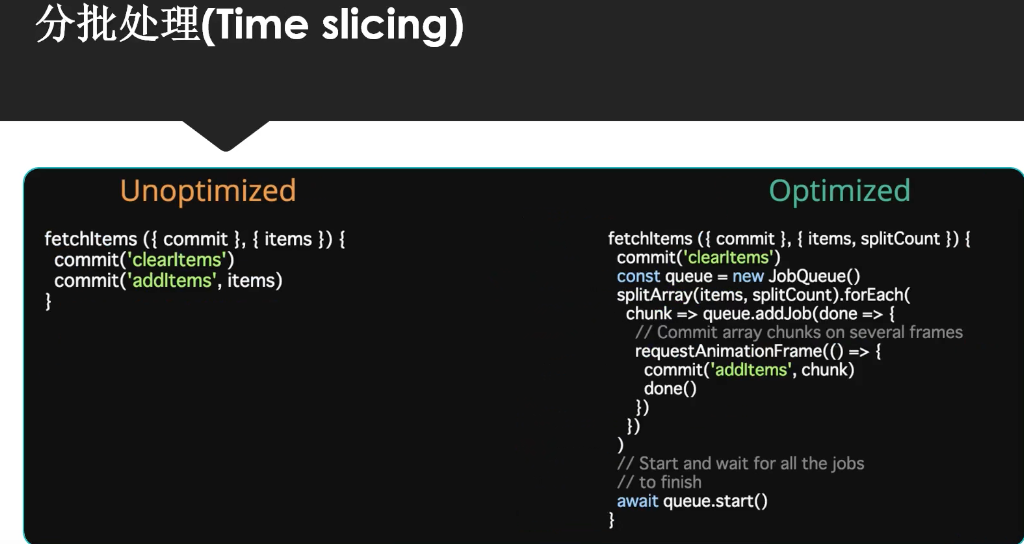 分批处理(Time slicing)
Unoptimized
fetchItems ({ commit }, { items }) {
commit('clearItems')
commit('addItems', items)
}
Optimized
fetchItems ({ commit }, { items, splitCount }) {
commit('clearItems')
const queue = new JobQueue()
splitArray(items, splitCount).forEach(
chunk => queue.addJob(done => {
// Commit array chunks on several frames
requestAnimationFrame(() => {
commit('addItems', chunk)
done()
})
})
)
// Start and wait for all the jobs
// to finish
await queue.start()
}